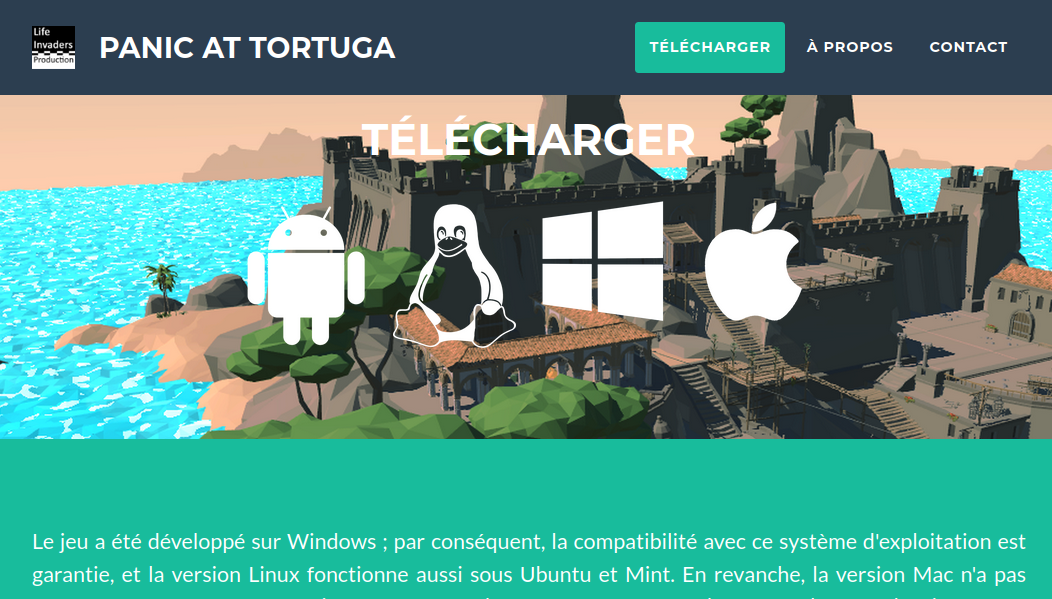 Life
Invaders
Production
PANIC AT TORTUGA
TÉLÉCHARGER
À PROPOS
CONTACT
TÉLÉCHARGER
Le jeu a été développé sur Windows ; par conséquent, la compatibilité avec ce système d'exploitation est
garantie, et la version Linux fonctionne aussi sous Ubuntu et Mint. En revanche, la version Mac n'a pas